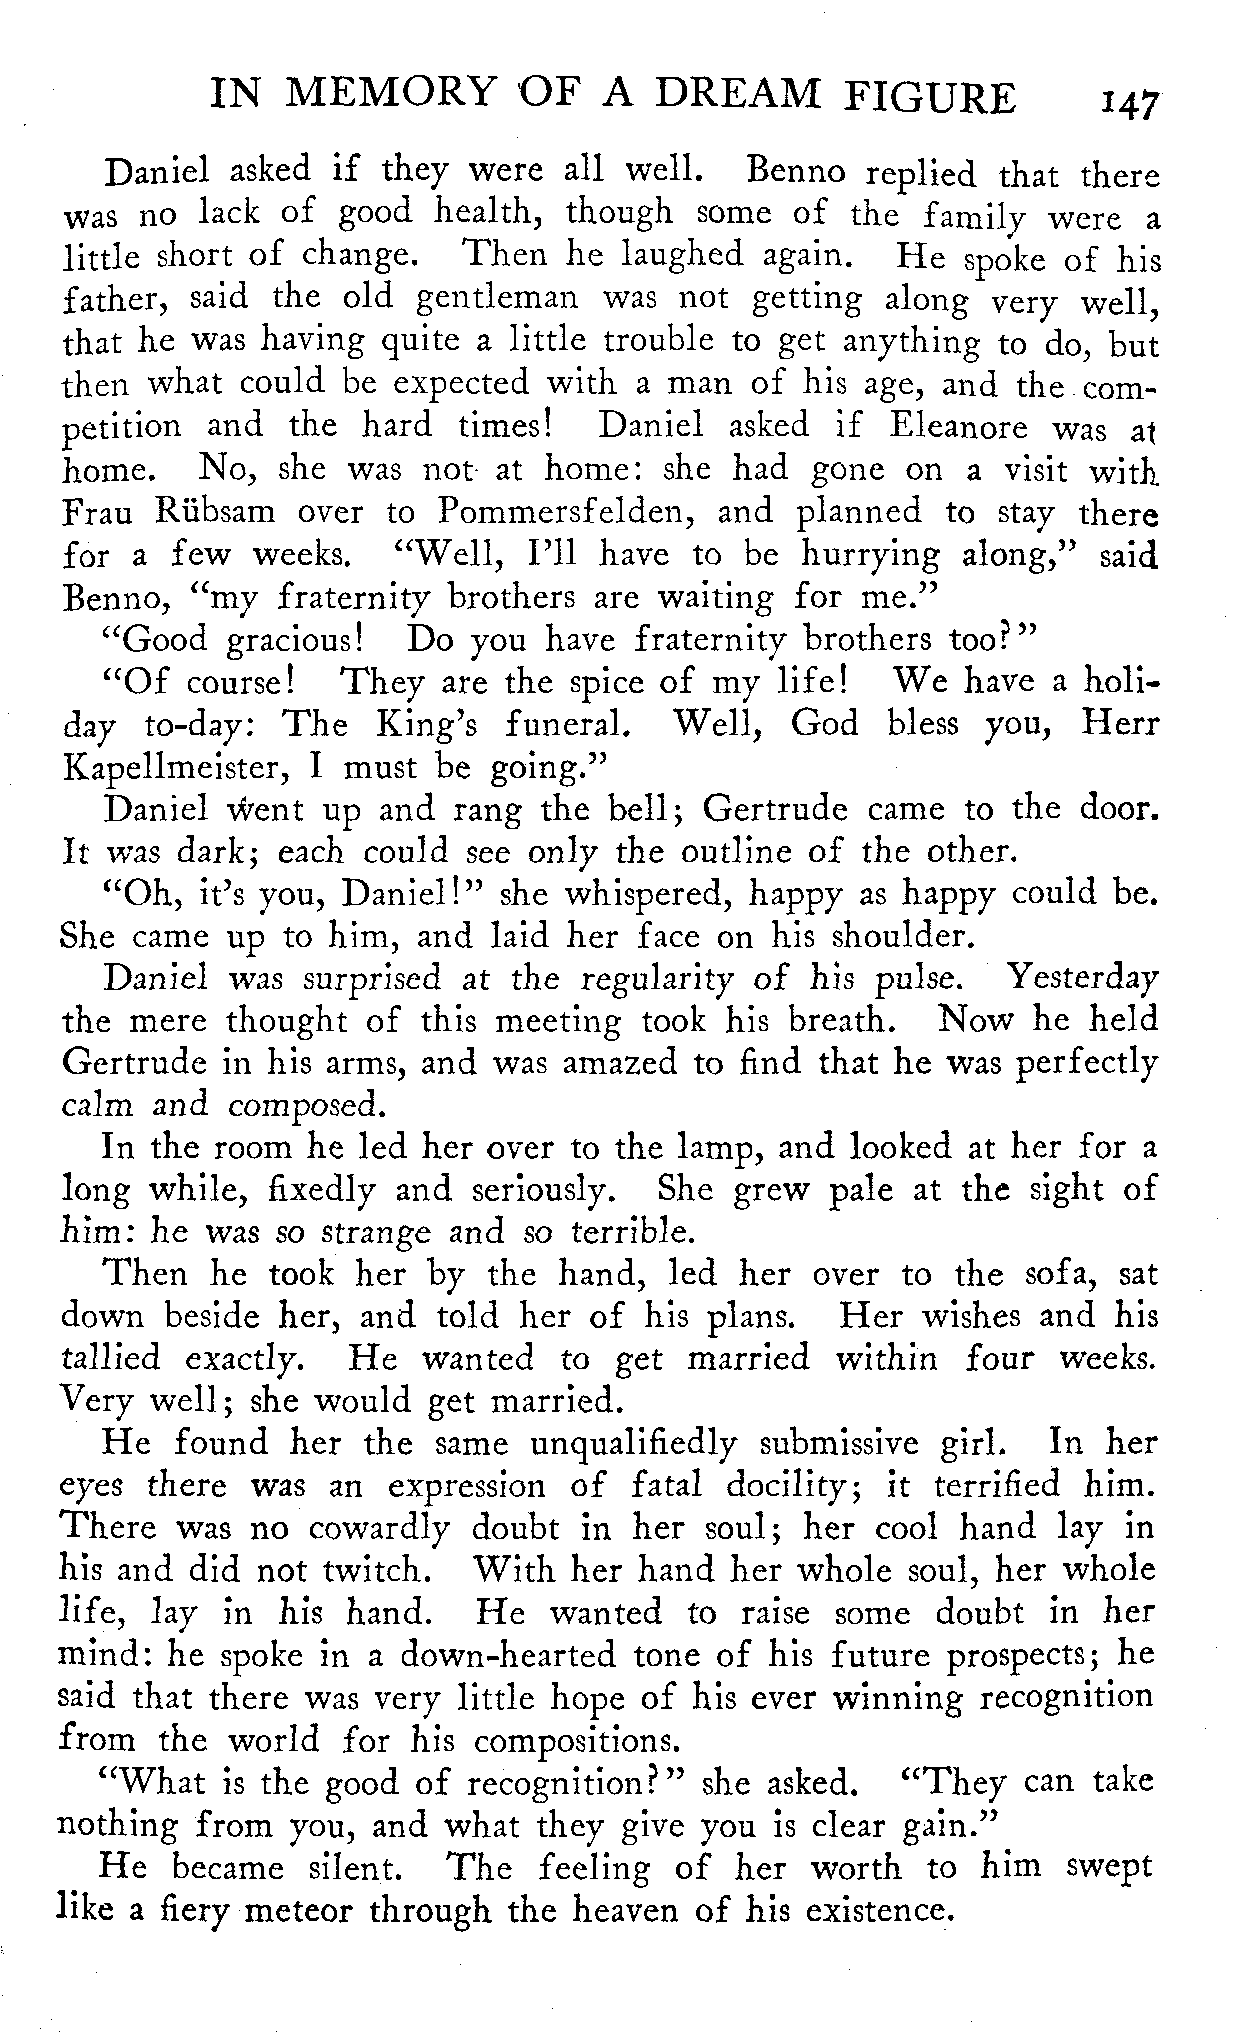 IN MEMORY OF A DREAM FIGURE 147
Daniel asked if they were all well. Benno replied that there
was no lack of good health, though some of the family were a
little short of change. Then he laughed again. He spoke of his
father, said the old gentleman was not getting along very well,
that he was having quite a little trouble to get anything to do, but
then what could be expected with a man of his age, and the com-
petition and the hard times! Daniel asked if Eleanore was at
home. No, she was not at home: she had gone on a visit with
Frau Rübsam over to Pommersfelden, and planned to stay there
for a few weeks. “Well, I’ll have to be hurrying along,” said
Benno, “my fraternity brothers are waiting for me.”
“Good gracious! Do you have fraternity brothers too?”
“Of course! They are the spice of my life! We have a holi-
day to-day: The King’s funeral. Well, God bless you, Herr
Kapellmeister, I must be going.”
Daniel went up and rang the bell; Gertrude came to the door.
It was dark; each could see only the outline of the other.
“Oh, it’s you, Daniel!” she whispered, happy as happy could be.
She came up to him, and laid her face on his shoulder.
Daniel was surprised at the regularity of his pulse. Yesterday
the mere thought of this meeting took his breath. Now he held
Gertrude in his arms, and was amazed to find that he was perfectly
calm and composed.
In the room he led her over to the lamp, and looked at her for a
long while, fixedly and seriously. She grew pale at the sight of
him: he was so strange and so terrible.
Then he took her by the hand, led her over to the sofa, sat
down beside her, and told her of his plans. Her wishes and his
tallied exactly. He wanted to get married within four weeks.
Very well; she would get married.
He found her the same unqualifiedly submissive girl. In her
eyes there was an expression of fatal docility; it terrified him.
There was no cowardly doubt in her soul; her cool hand lay in
his and did not twitch. With her hand her whole soul, her whole
life, lay in his hand. He wanted to raise some doubt in her
mind: he spoke in a down-hearted tone of his future prospects; he
said that there was very little hope of his ever winning recognition
from the world for his compositions.
“What is the good of recognition?” she asked. “They can take
nothing from you, and what they give you is clear gain.”
He became silent. The feeling of her worth to him swept
like a fiery meteor through the heaven of his existence.